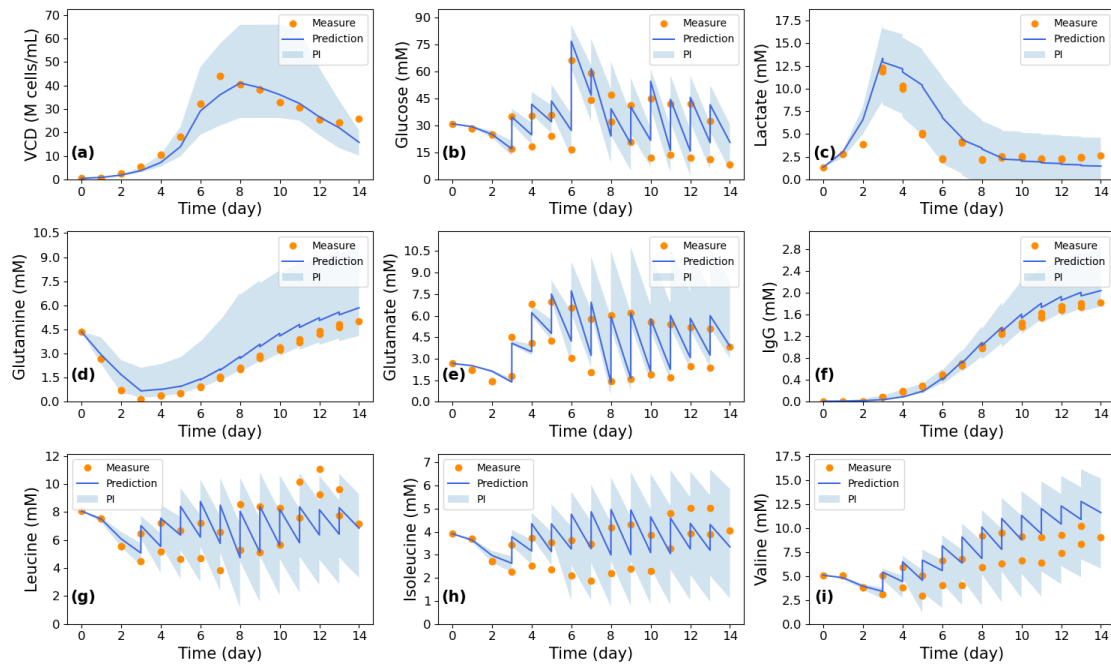 VCD (M cells/mL)
70
60
50
40
30
20
10
0
0 2 4 6 8 10 12 14
Time (day)
Measure
Prediction
PI
(a)
Glucose (mM)
90
75
60
45
30
15
0
0 2 4 6 8 10 12 14
Time (day)
Measure
Prediction
PI
(b)
Lactate (mM)
17.5
15.0
12.5
10.0
7.5
5.0
2.5
0.0
0 2 4 6 8 10 12 14
Time (day)
Measure
Prediction
PI
(c)
Glutamine (mM)
10.5
9.0
7.5
6.0
4.5
3.0
1.5
0.0
0 2 4 6 8 10 12 14
Time (day)
Measure
Prediction
PI
(d)
Glutamate (mM)
10.5
9.0
7.5
6.0
4.5
3.0
1.5
0.0
0 2 4 6 8 10 12 14
Time (day)
Measure
Prediction
PI
(e)
IgG (mM)
2.8
2.4
2.0
1.6
1.2
0.8
0.4
0.0
0 2 4 6 8 10 12 14
Time (day)
Measure
Prediction
PI
(f)
Leucine (mM)
12
10
8
6
4
2
0
0 2 4 6 8 10 12 14
Time (day)
Measure
Prediction
PI
(g)
Isoleucine (mM)
7
6
5
4
3
2
1
0
0 2 4 6 8 10 12 14
Time (day)
Measure
Prediction
PI
(h)
Valine (mM)
17.5
15.0
12.5
10.0
7.5
5.0
2.5
0.0
0 2 4 6 8 10 12 14
Time (day)
Measure
Prediction
PI
(i)